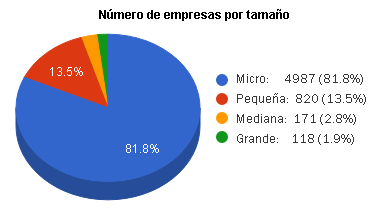 Número de empresas por tamaño
13.5%
81.8%
Micro: 4987 (81.8%)
Pequeña: 820 (13.5%)
Mediana: 171 (2.8%)
Grande: 118 (1.9%)